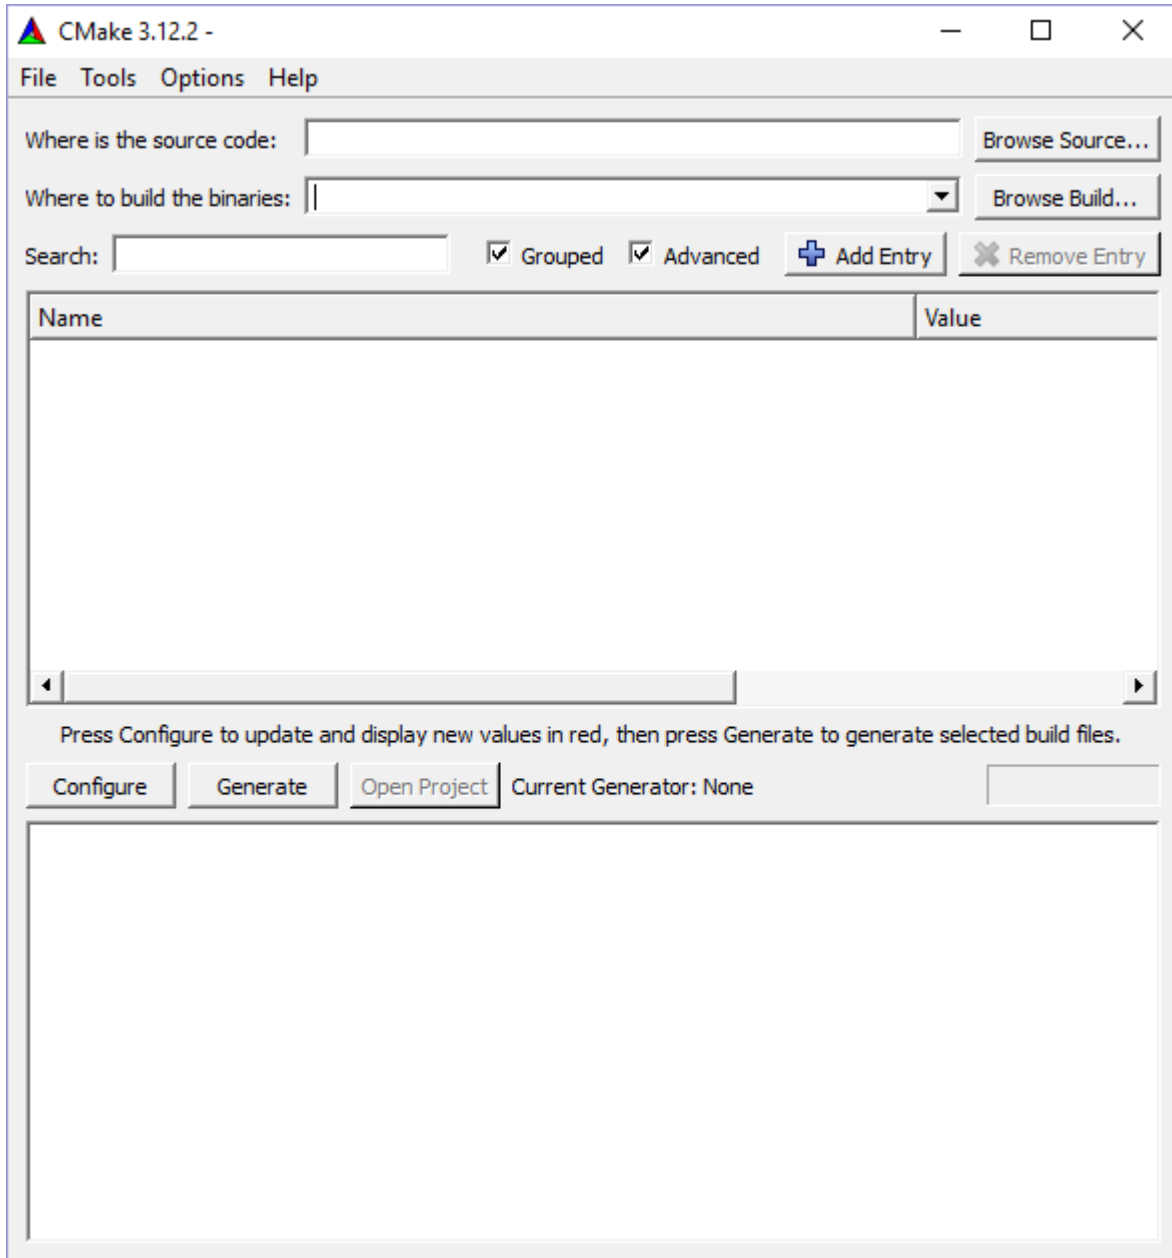 CMake 3.12.2 -
File Tools Options Help
Where is the source code: Browse Source...
Where to build the binaries: Browse Build...
Search: Grouped Advanced Add Entry Remove Entry
Name Value
Press Configure to update and display new values in red, then press Generate to generate selected build files.
Configure Generate Open Project Current Generator: None